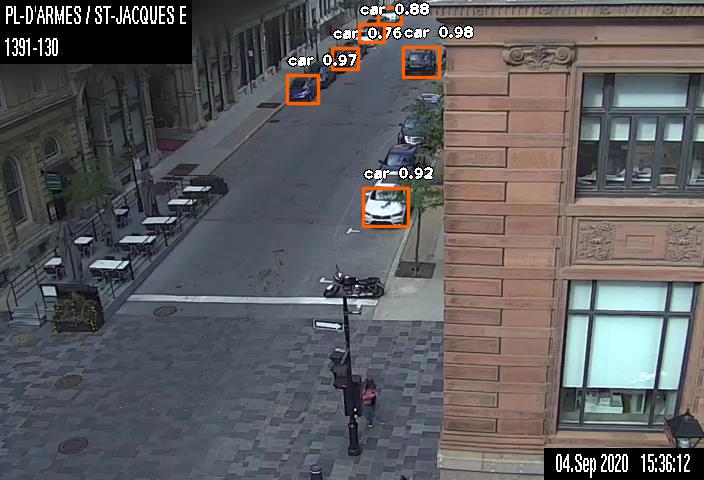 PL-D'ARMES / ST-JACQUES E
1391-130
car 0.88
car 0.76
car 0.98
car 0.97
car 0.92
04.Sep 2020 15:36:12